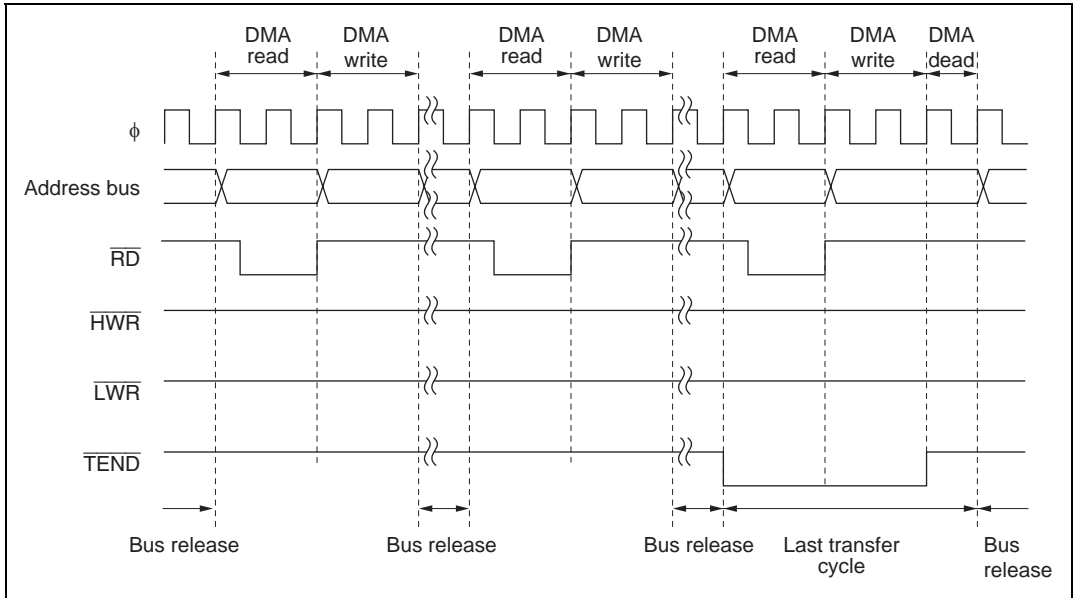 DMA read
DMA write
DMA read
DMA write
DMA read
DMA write
DMA dead
ϕ
Address bus
RD
HWR
LWR
TEND
Bus release
Bus release
Bus release
Last transfer cycle
Bus release